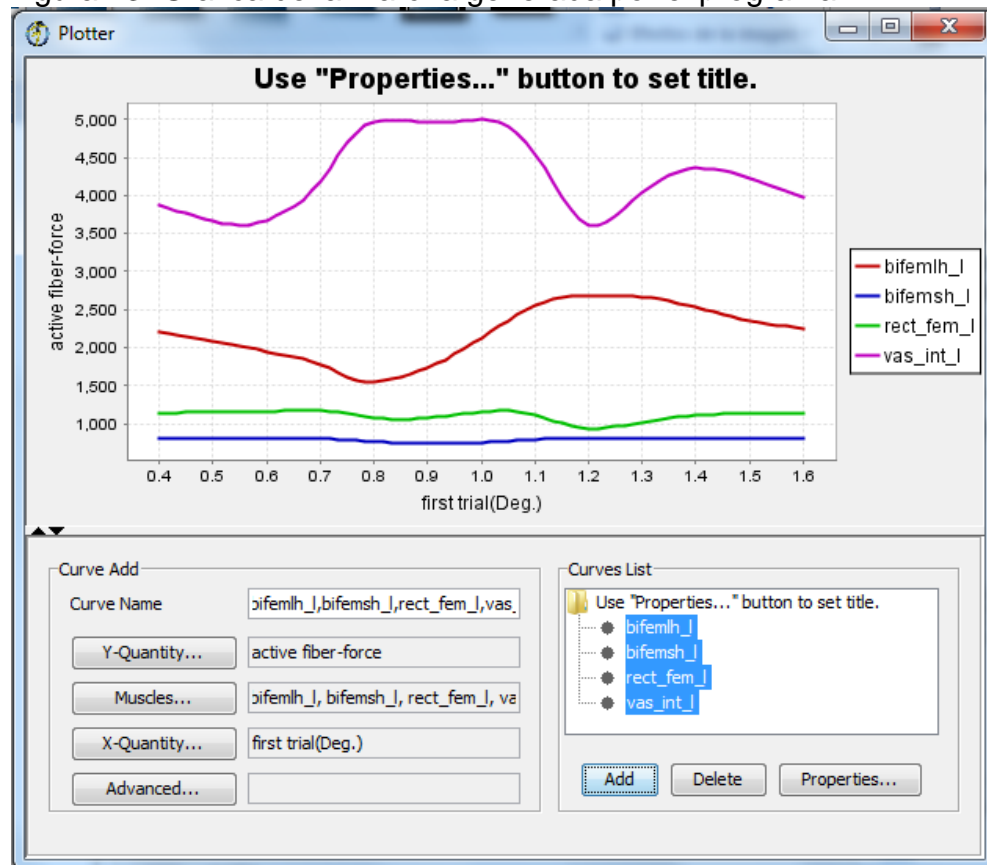 Plotter
Use "Properties..." button to set title.
5,000
4,500
4,000
3,500
3,000
2,500
2,000
1,500
1,000
active fiber-force
0.4 0.5 0.6 0.7 0.8 0.9 1.0 1.1 1.2 1.3 1.4 1.5 1.6
first trial(Deg.)
bifemlh_l
bifemsh_l
rect_fem_l
vas_int_l
Curve Add
Curve Name
bifemlh_l,bifemsh_l,rect_fem_l,vas_
Y-Quantity...
active fiber-force
Muscles...
bifemlh_l, bifemsh_l, rect_fem_l, va
X-Quantity...
first trial(Deg.)
Advanced...
Curves List
Use "Properties..." button to set title.
bifemlh_l
bifemsh_l
rect_fem_l
vas_int_l
Add Delete Properties...